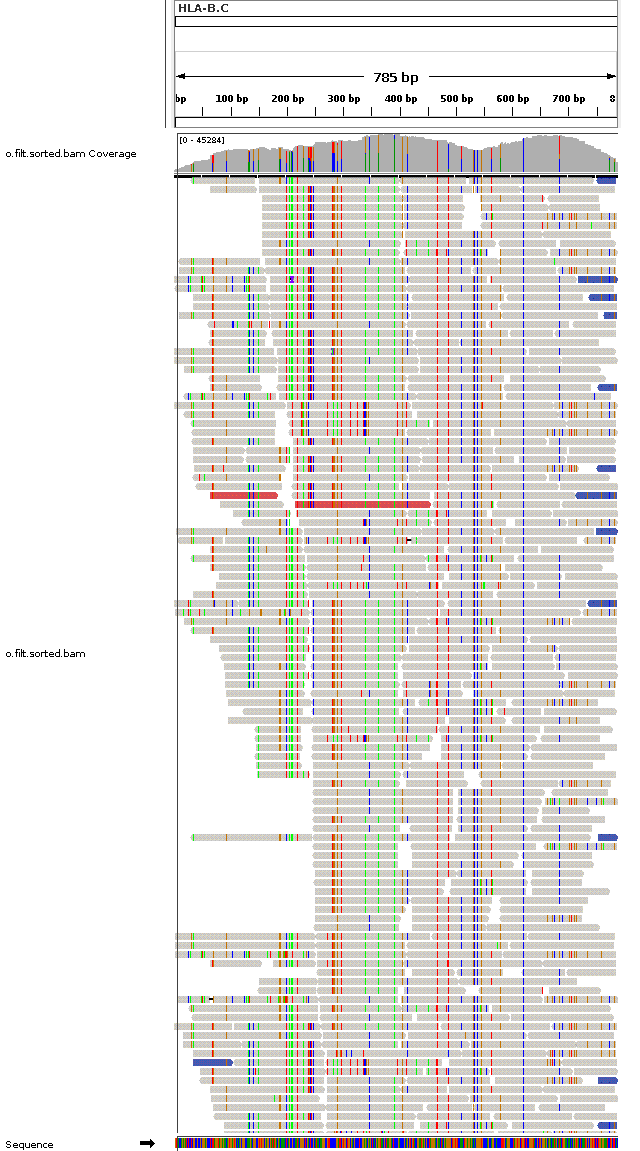 HLA-B.C
785 bp
bp 100 bp 200 bp 300 bp 400 bp 500 bp 600 bp 700 bp 8
[0 - 45284]
o.filt.sorted.bam Coverage
o.filt.sorted.bam
Sequence